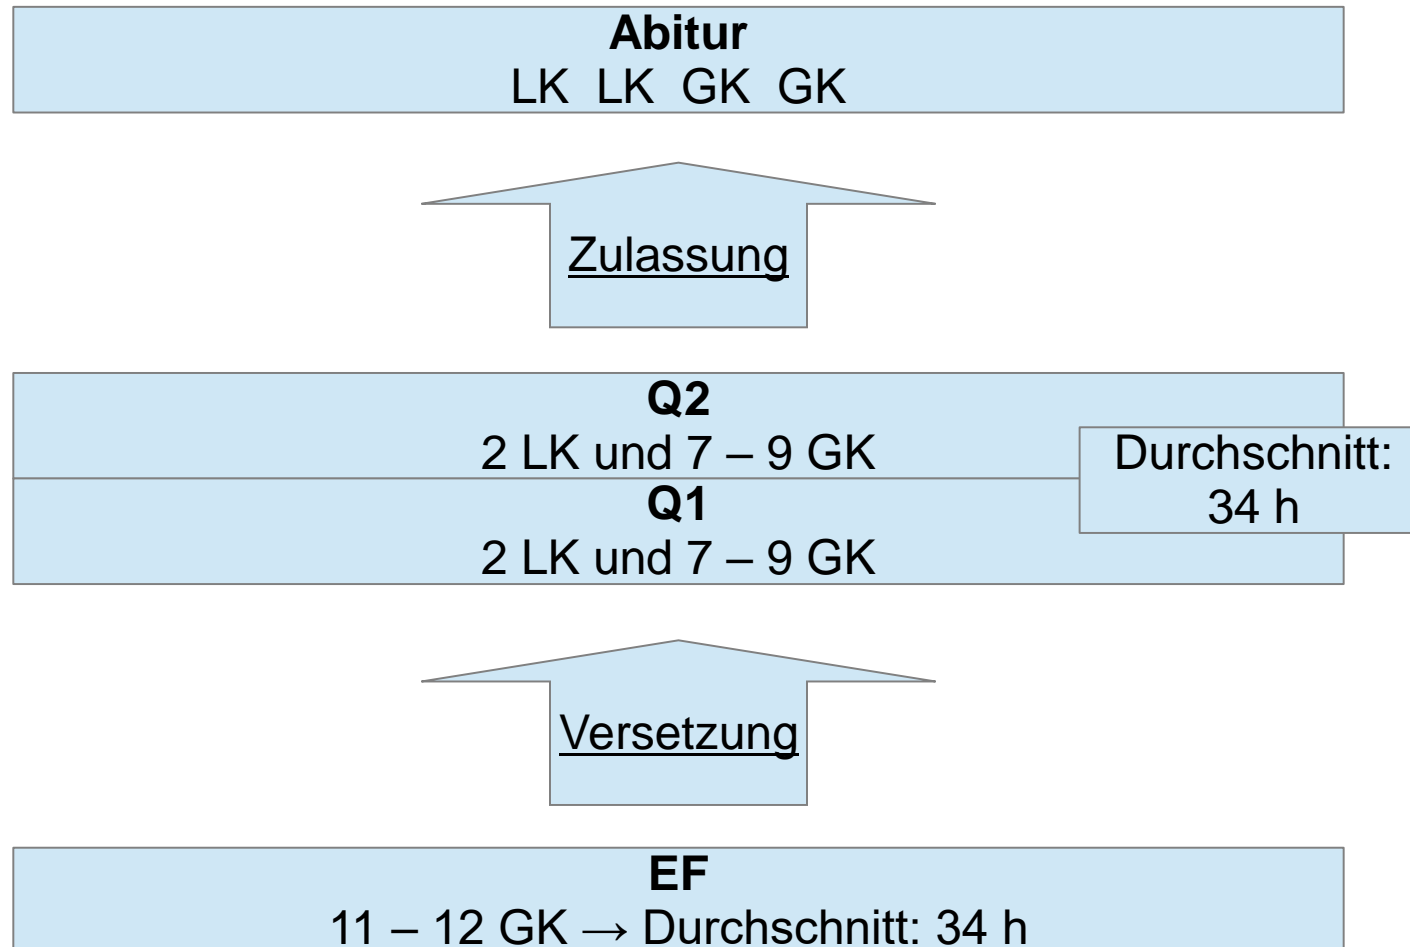 Abitur
LK LK GK GK
Zulassung
Q2
2 LK und 7 – 9 GK
Durchschnitt:
34 h
Q1
2 LK und 7 – 9 GK
Versetzung
EF
11 – 12 GK → Durchschnitt: 34 h